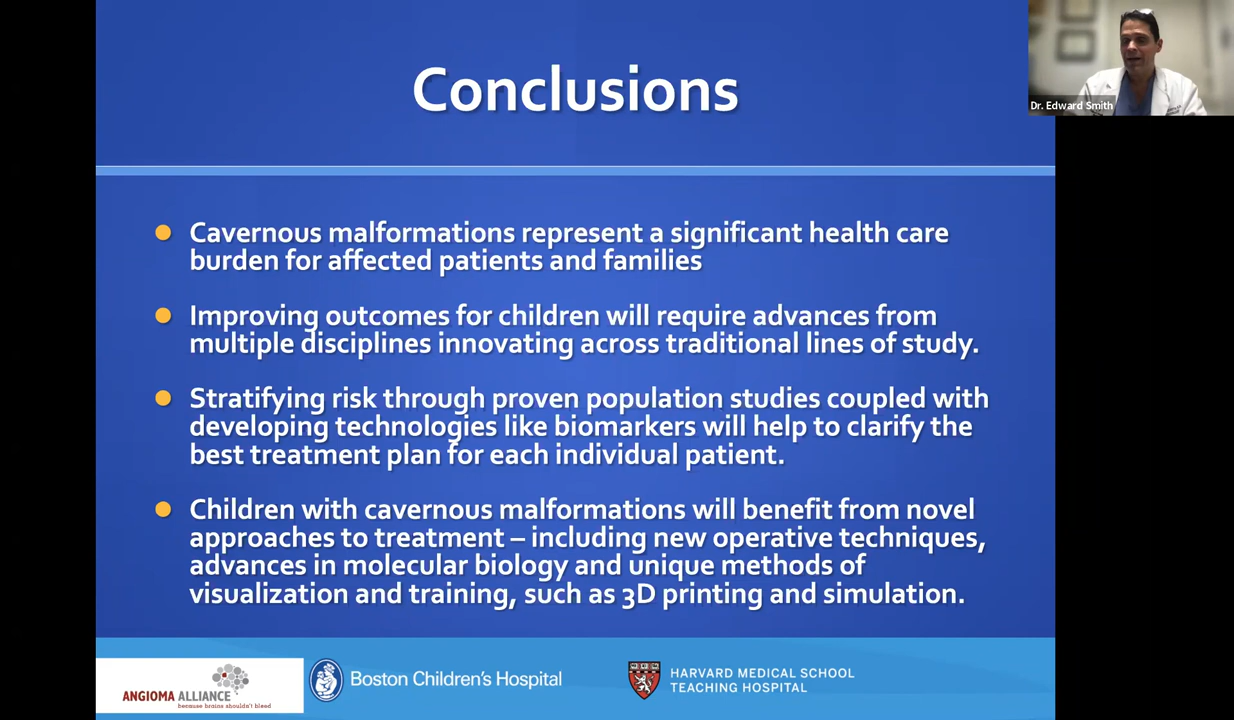 Conclusions
Dr. Edward Smith
Cavernous malformations represent a significant health care
burden for affected patients and families
Improving outcomes for children will require advances from
multiple disciplines innovating across traditional lines of study.
Stratifying risk through proven population studies coupled with
developing technologies like biomarkers will help to clarify the
best treatment plan for each individual patient.
Children with cavernous malformations will benefit from novel
approaches to treatment – including new operative techniques,
advances in molecular biology and unique methods of
visualization and training, such as 3D printing and simulation.
ANGIOMA ALLIANCE
because brains shouldn't bleed
Boston Children's Hospital
HARVARD MEDICAL SCHOOL
TEACHING HOSPITAL